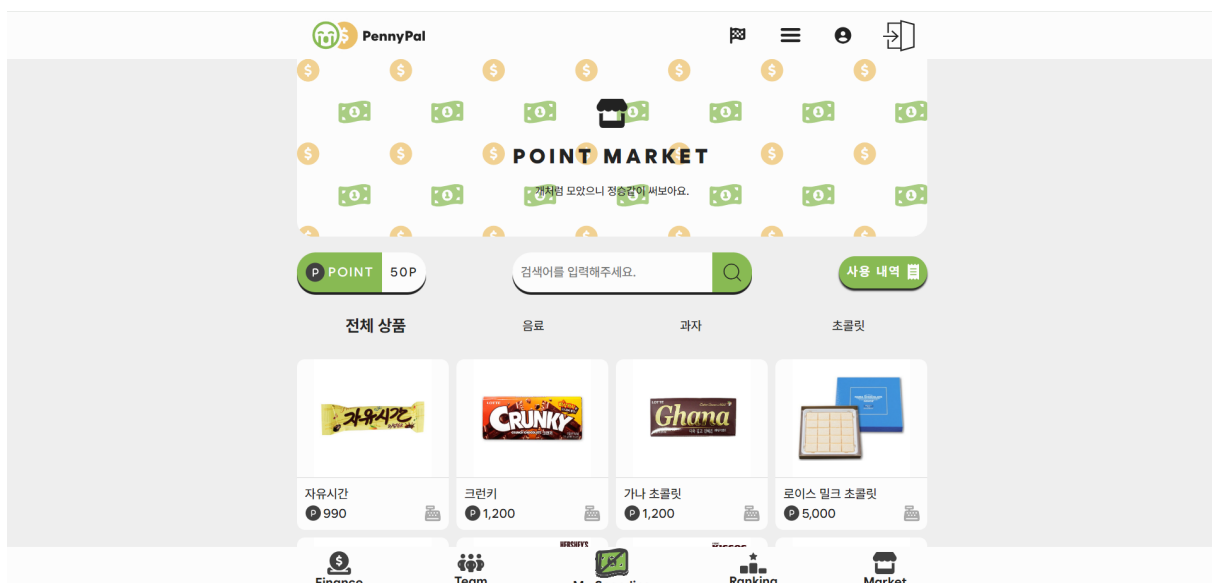 PennyPal
POINT MARKET
개처럼 모았으니 정승같이 써보아요.
P POINT 50P
검색어를 입력해주세요.
사용 내역
전체 상품
음료
과자
초콜릿
자유시간
CRUNKY
LOTTE
Ghana
자유시간
P 990
크런키
P 1,200
가나 초콜릿
P 1,200
로이스 밀크 초콜릿
P 5,000
HERSHEY'S
KISSES
Finance
Team
Ranking
Market